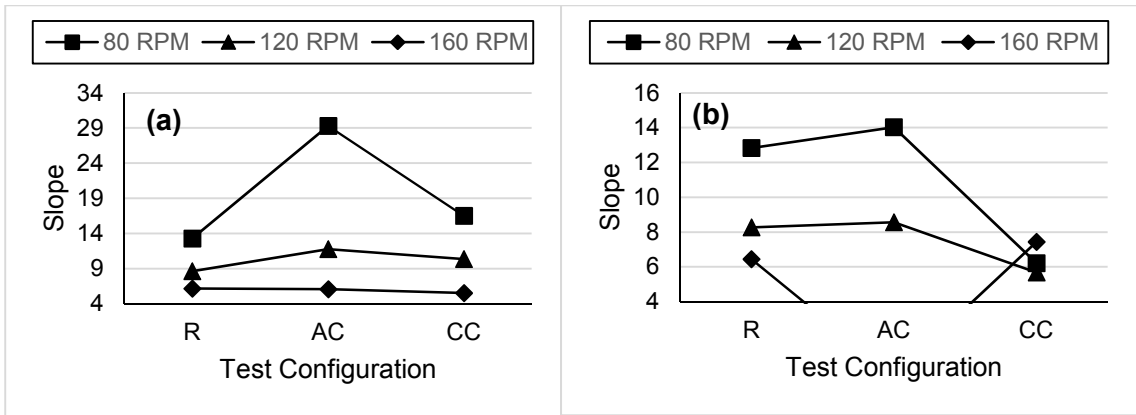 80 RPM 120 RPM 160 RPM
(a)
Slope
34
29
24
19
14
9
4
R AC CC
Test Configuration
80 RPM 120 RPM 160 RPM
(b)
Slope
16
14
12
10
8
6
4
R AC CC
Test Configuration